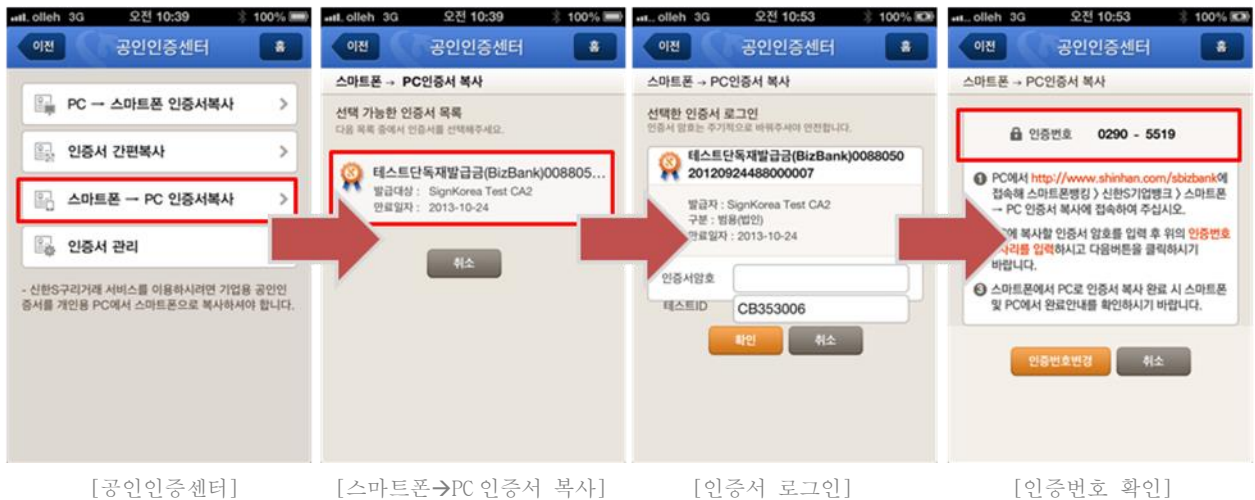 olleh 3G 오전 10:39 100%
이전 공인인증센터 홈
PC → 스마트폰 인증서복사
인증서 간편복사
스마트폰 → PC 인증서복사
인증서 관리
- 신한S구리거래 서비스를 이용하시려면 기업용 공인인
증서를 개인용 PC에서 스마트폰으로 복사하셔야 합니다.
[공인인증센터]
olleh 3G 오전 10:39 100%
이전 공인인증센터 홈
스마트폰 → PC인증서 복사
선택 가능한 인증서 목록
다음 목록 중에서 인증서를 선택해주세요.
테스트단독재발급금(BizBank)008805...
발급대상 : SignKorea Test CA2
만료일자 : 2013-10-24
취소
[스마트폰→PC 인증서 복사]
olleh 3G 오전 10:53 100%
이전 공인인증센터 홈
스마트폰 → PC인증서 복사
선택한 인증서 로그인
인증서 암호는 주기적으로 바꿔주셔야 안전합니다.
테스트단독재발급금(BizBank)0088050
20120924488000007
발급자 : SignKorea Test CA2
구분 : 범용(법인)
만료일자 : 2013-10-24
인증서암호
테스트ID CB353006
확인 취소
[인증서 로그인]
olleh 3G 오전 10:53 100%
이전 공인인증센터 홈
스마트폰 → PC인증서 복사
인증번호 0290 - 5519
❶ PC에서 http://www.shinhan.com/sbizbank에
접속해 스마트폰뱅킹 > 신한S기업뱅크 > 스마트폰
→ PC 인증서 복사에 접속하여 주십시오.
복사할 인증서 암호를 입력 후 위의 인증번호
입력하시고 다음버튼을 클릭하시기
바랍니다.
❸ 스마트폰에서 PC로 인증서 복사 완료 시 스마트폰
및 PC에서 완료안내를 확인하시기 바랍니다.
인증번호변경 취소
[인증번호 확인]